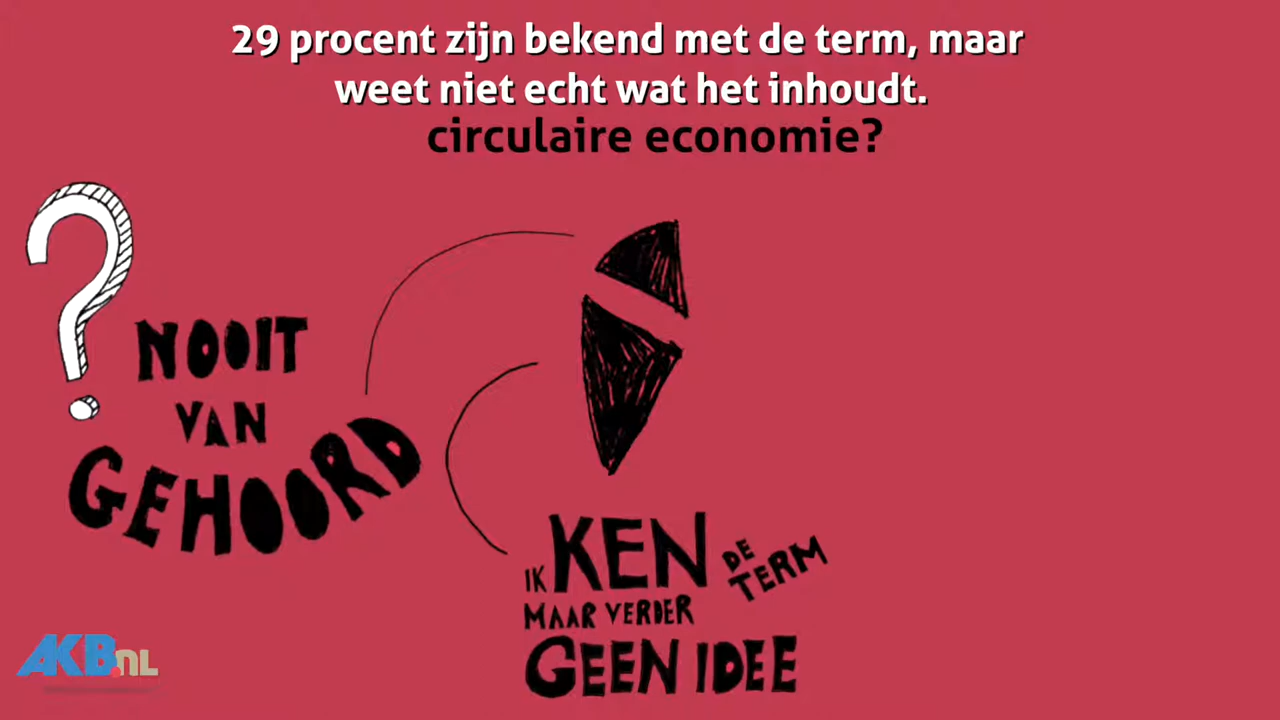 29 procent zijn bekend met de term, maar
weet niet echt wat het inhoudt.
circulaire economie?
?
NOOIT
VAN
GEHOORD
IK KEN DE TERM
MAAR VERDER
GEEN IDEE
AKB.NL